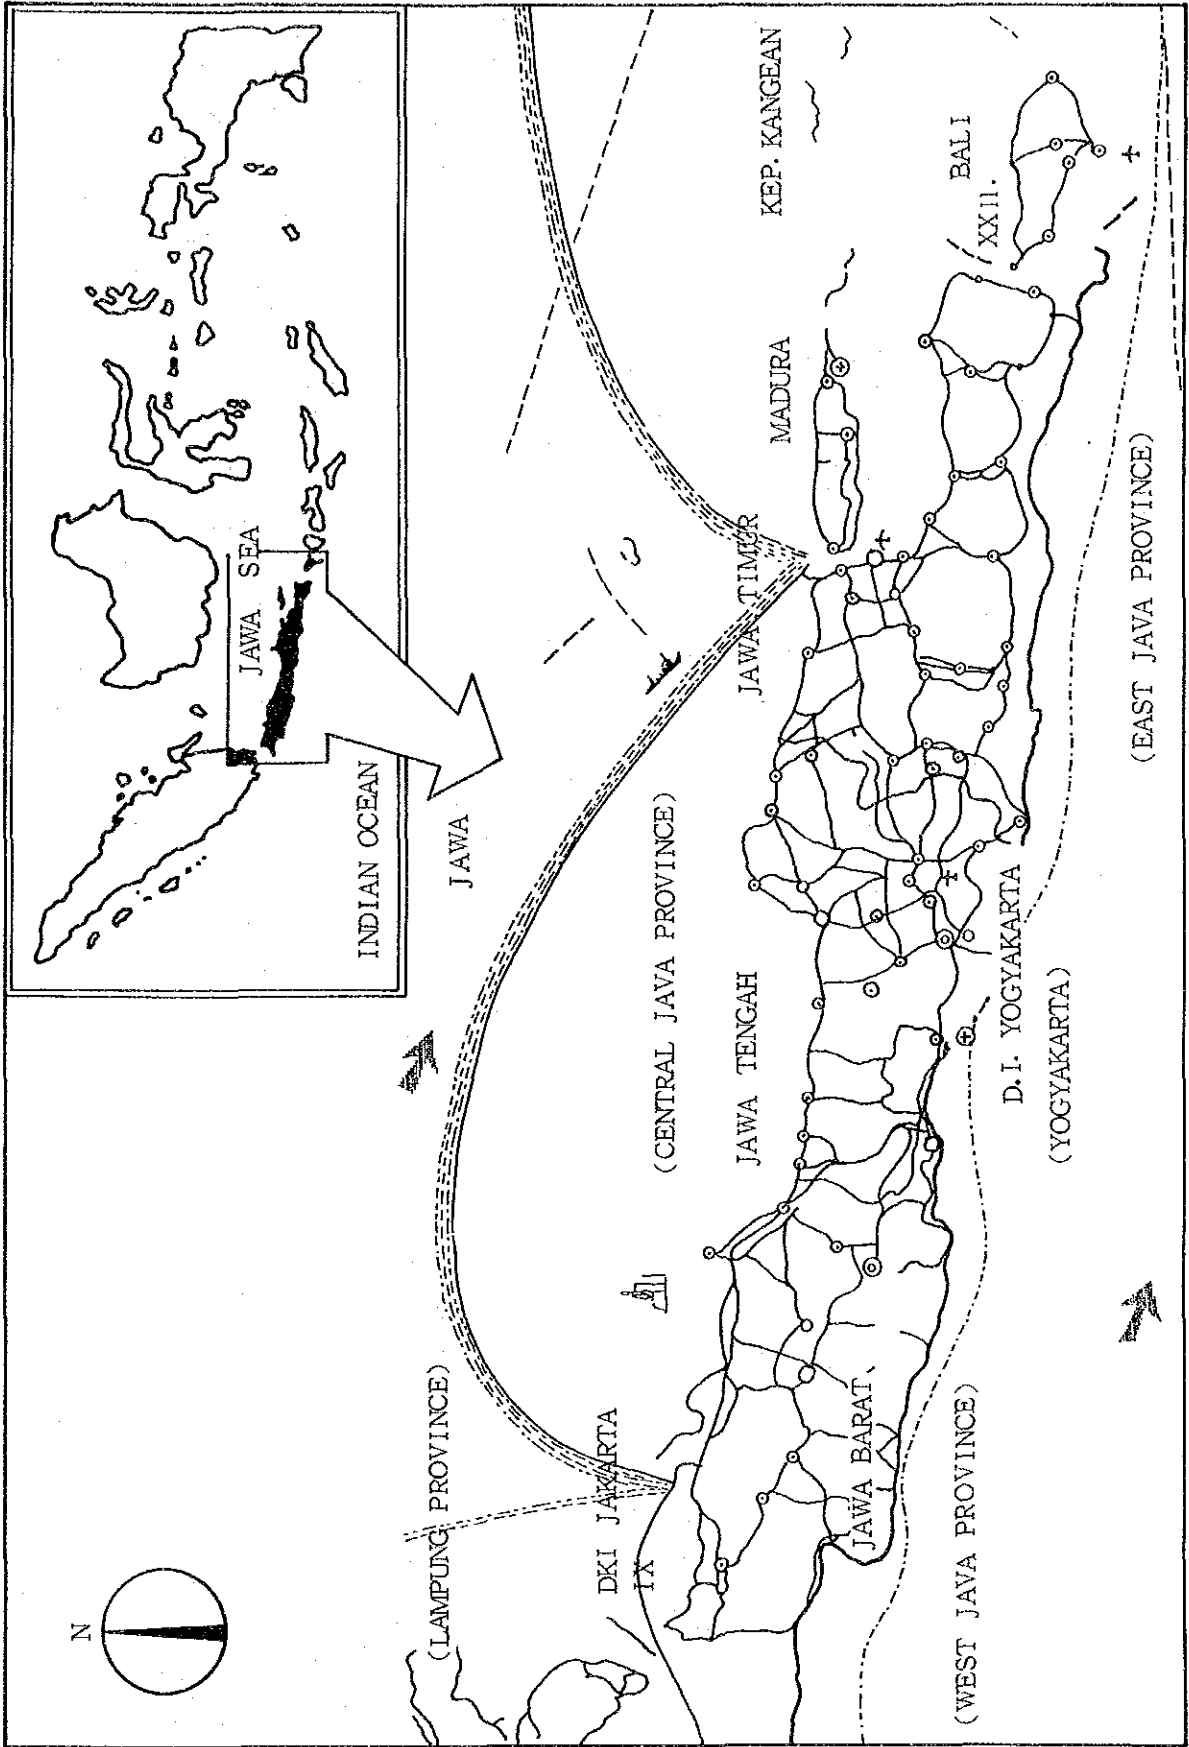 JAWA SEA
INDIAN OCEAN
N
(LAMPUNG PROVINCE)
JAWA
DKI JAKARTA
IX
(CENTRAL JAVA PROVINCE)
JAWA TENGAH
JAWA TIMUR
MADURA
KEP. KANGEAN
JAWA BARAT
(WEST JAVA PROVINCE)
D.I. YOGYAKARTA
(YOGYAKARTA)
(EAST JAVA PROVINCE)
BALI
XXII.